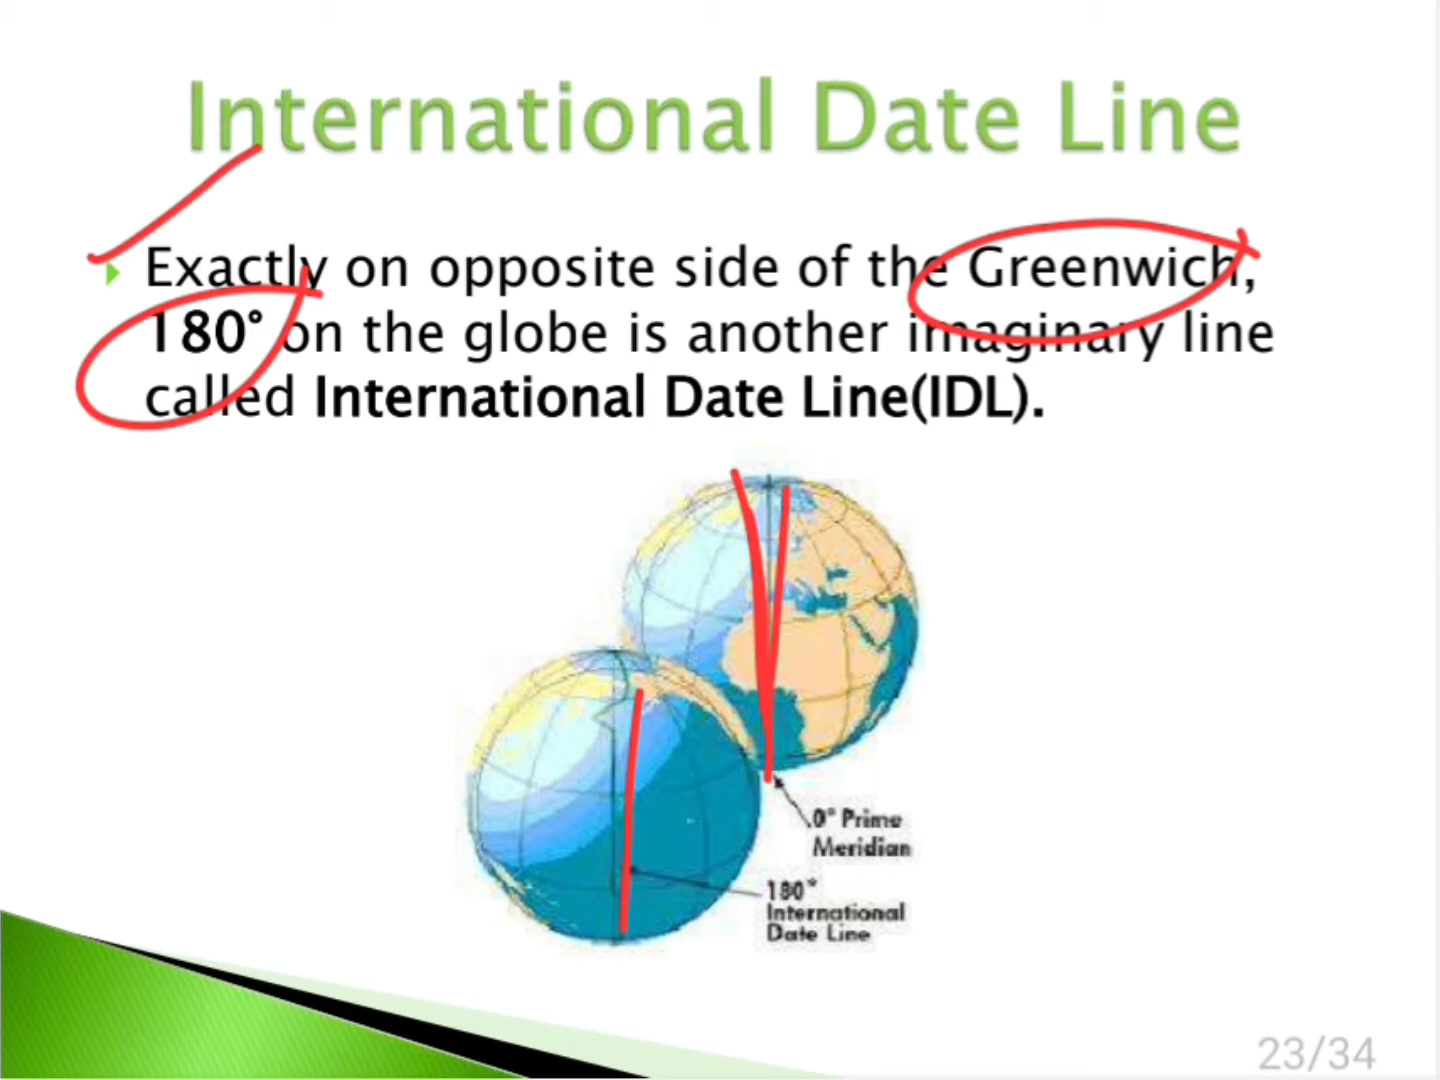 International Date Line
Exactly on opposite side of the Greenwich,
180° on the globe is another imaginary line
called International Date Line(IDL).
0° Prime
Meridian
180°
International
Date Line
23/34